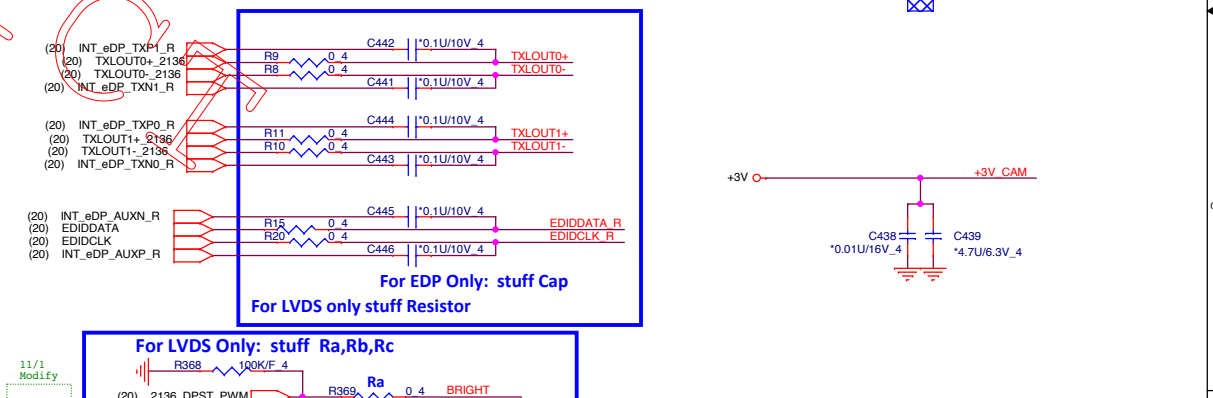 C442 *0.1U/10V_4
(20) INT_eDP_TXP1_R
(20) TXLOUT0+_2136 R9 0_4 TXLOUT0+
(20) TXLOUT0-_2136 R8 0_4 TXLOUT0-
(20) INT_eDP_TXN1_R
C441 *0.1U/10V_4
C444 *0.1U/10V_4
(20) INT_eDP_TXP0_R
(20) TXLOUT1+_2136 R11 0_4 TXLOUT1+
(20) TXLOUT1-_2136 R10 0_4 TXLOUT1-
(20) INT_eDP_TXN0_R
C443 *0.1U/10V_4
+3V +3V_CAM
C445 *0.1U/10V_4
(20) INT_eDP_AUXN_R
(20) EDIDDATA R15 0_4 EDIDDATA_R
(20) EDIDCLK R20 0_4 EDIDCLK_R
(20) INT_eDP_AUXP_R
C446 *0.1U/10V_4
C438 C439
*0.01U/16V_4 *4.7U/6.3V_4
For EDP Only: stuff Cap
For LVDS only stuff Resistor
For LVDS Only: stuff Ra,Rb,Rc
11/1
Modify
R368 100K/F_4
Ra
(20) 2136_DPST_PWM R369 0_4 BRIGHT